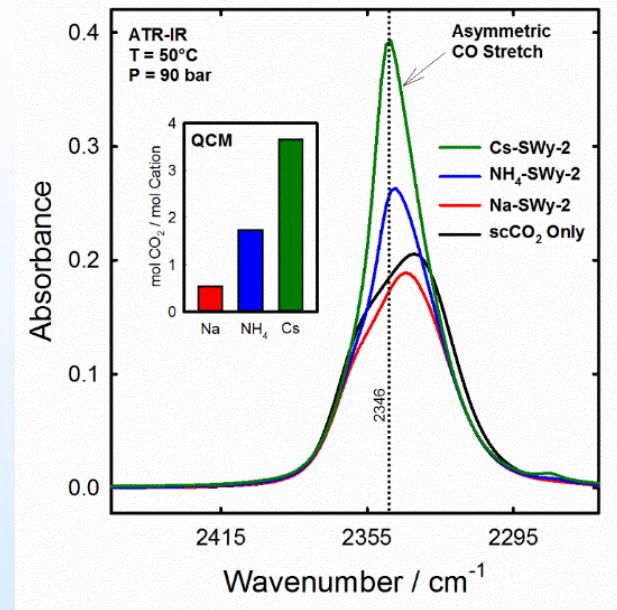 ATR-IR
T = 50°C
P = 90 bar
Asymmetric
CO Stretch
QCM
mol CO₂ / mol Cation
4
3
2
1
0
Na NH₄ Cs
Cs-SWy-2
NH₄-SWy-2
Na-SWy-2
scCO₂ Only
Absorbance
0.4
0.3
0.2
0.1
0.0
2346
2415 2355 2295
Wavenumber / cm⁻¹